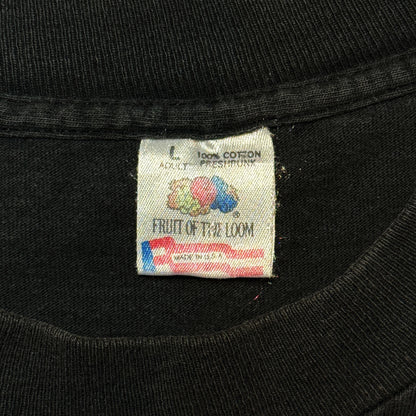 L
ADULT
100% COTTON
PRESHRUNK
®
FRUIT OF THE LOOM
MADE IN U.S.A.